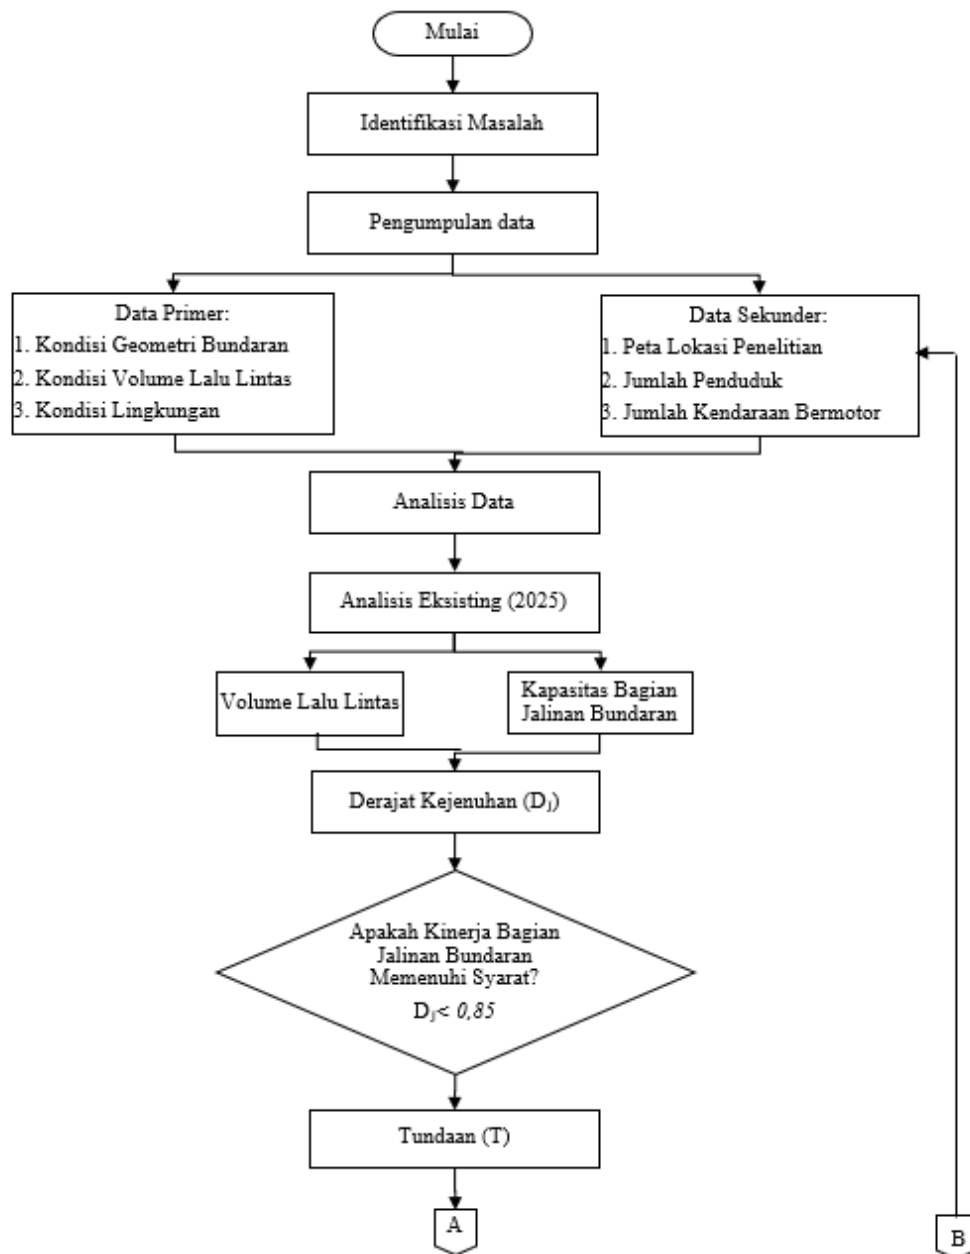 Mulai
Identifikasi Masalah
Pengumpulan data
Data Primer:
1. Kondisi Geometri Bundaran
2. Kondisi Volume Lalu Lintas
3. Kondisi Lingkungan
Data Sekunder:
1. Peta Lokasi Penelitian
2. Jumlah Penduduk
3. Jumlah Kendaraan Bermotor
Analisis Data
Analisis Eksisting (2025)
Volume Lalu Lintas
Kapasitas Bagian
Jalinan Bundaran
Derajat Kejenuhan (DJ)
Apakah Kinerja Bagian
Jalinan Bundaran
Memenuhi Syarat?
DJ< 0,85
Tundaan (T)
A
B